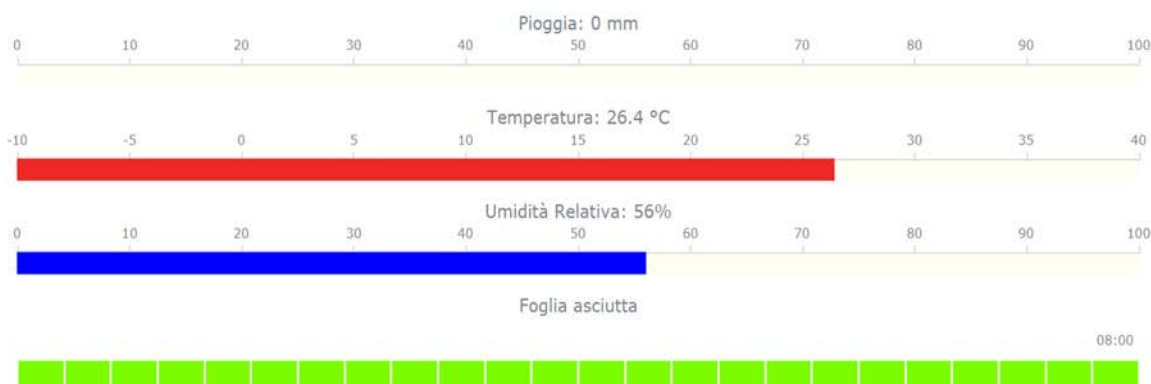 Pioggia: 0 mm
0 10 20 30 40 50 60 70 80 90 100
Temperatura: 26.4 °C
-10 -5 0 5 10 15 20 25 30 35 40
Umidità Relativa: 56%
0 10 20 30 40 50 60 70 80 90 100
Foglia asciutta
08:00